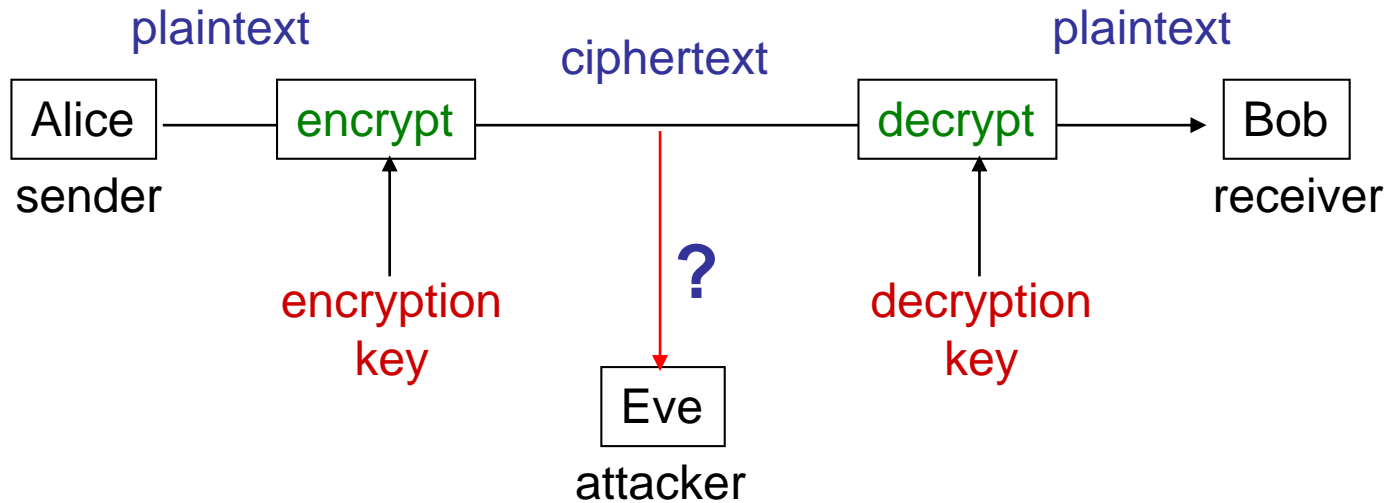 plaintext
ciphertext
plaintext
Alice
encrypt
decrypt
Bob
sender
receiver
?
encryption
key
decryption
key
Eve
attacker